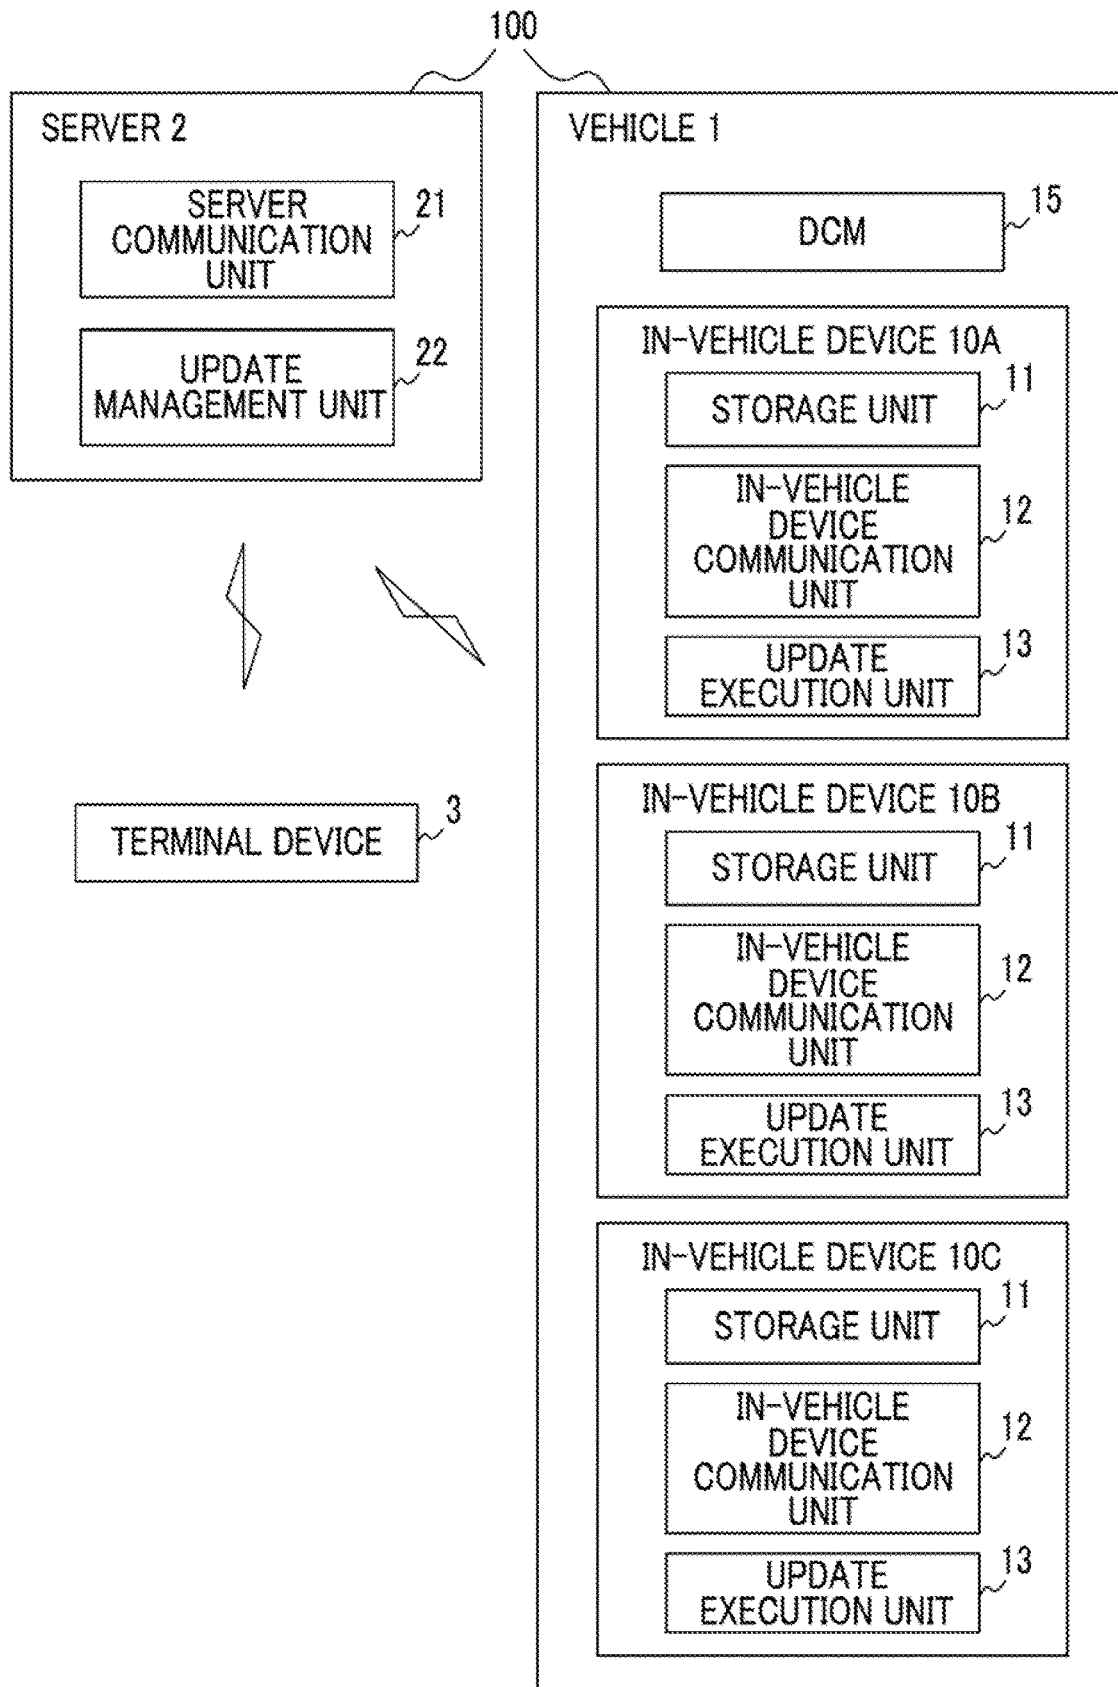 100
SERVER 2
SERVER
COMMUNICATION
UNIT
21
UPDATE
MANAGEMENT UNIT
22
TERMINAL DEVICE
3
VEHICLE 1
DCM
15
IN-VEHICLE DEVICE 10A
STORAGE UNIT
11
IN-VEHICLE
DEVICE
COMMUNICATION
UNIT
12
UPDATE
EXECUTION UNIT
13
IN-VEHICLE DEVICE 10B
STORAGE UNIT
11
IN-VEHICLE
DEVICE
COMMUNICATION
UNIT
12
UPDATE
EXECUTION UNIT
13
IN-VEHICLE DEVICE 10C
STORAGE UNIT
11
IN-VEHICLE
DEVICE
COMMUNICATION
UNIT
12
UPDATE
EXECUTION UNIT
13